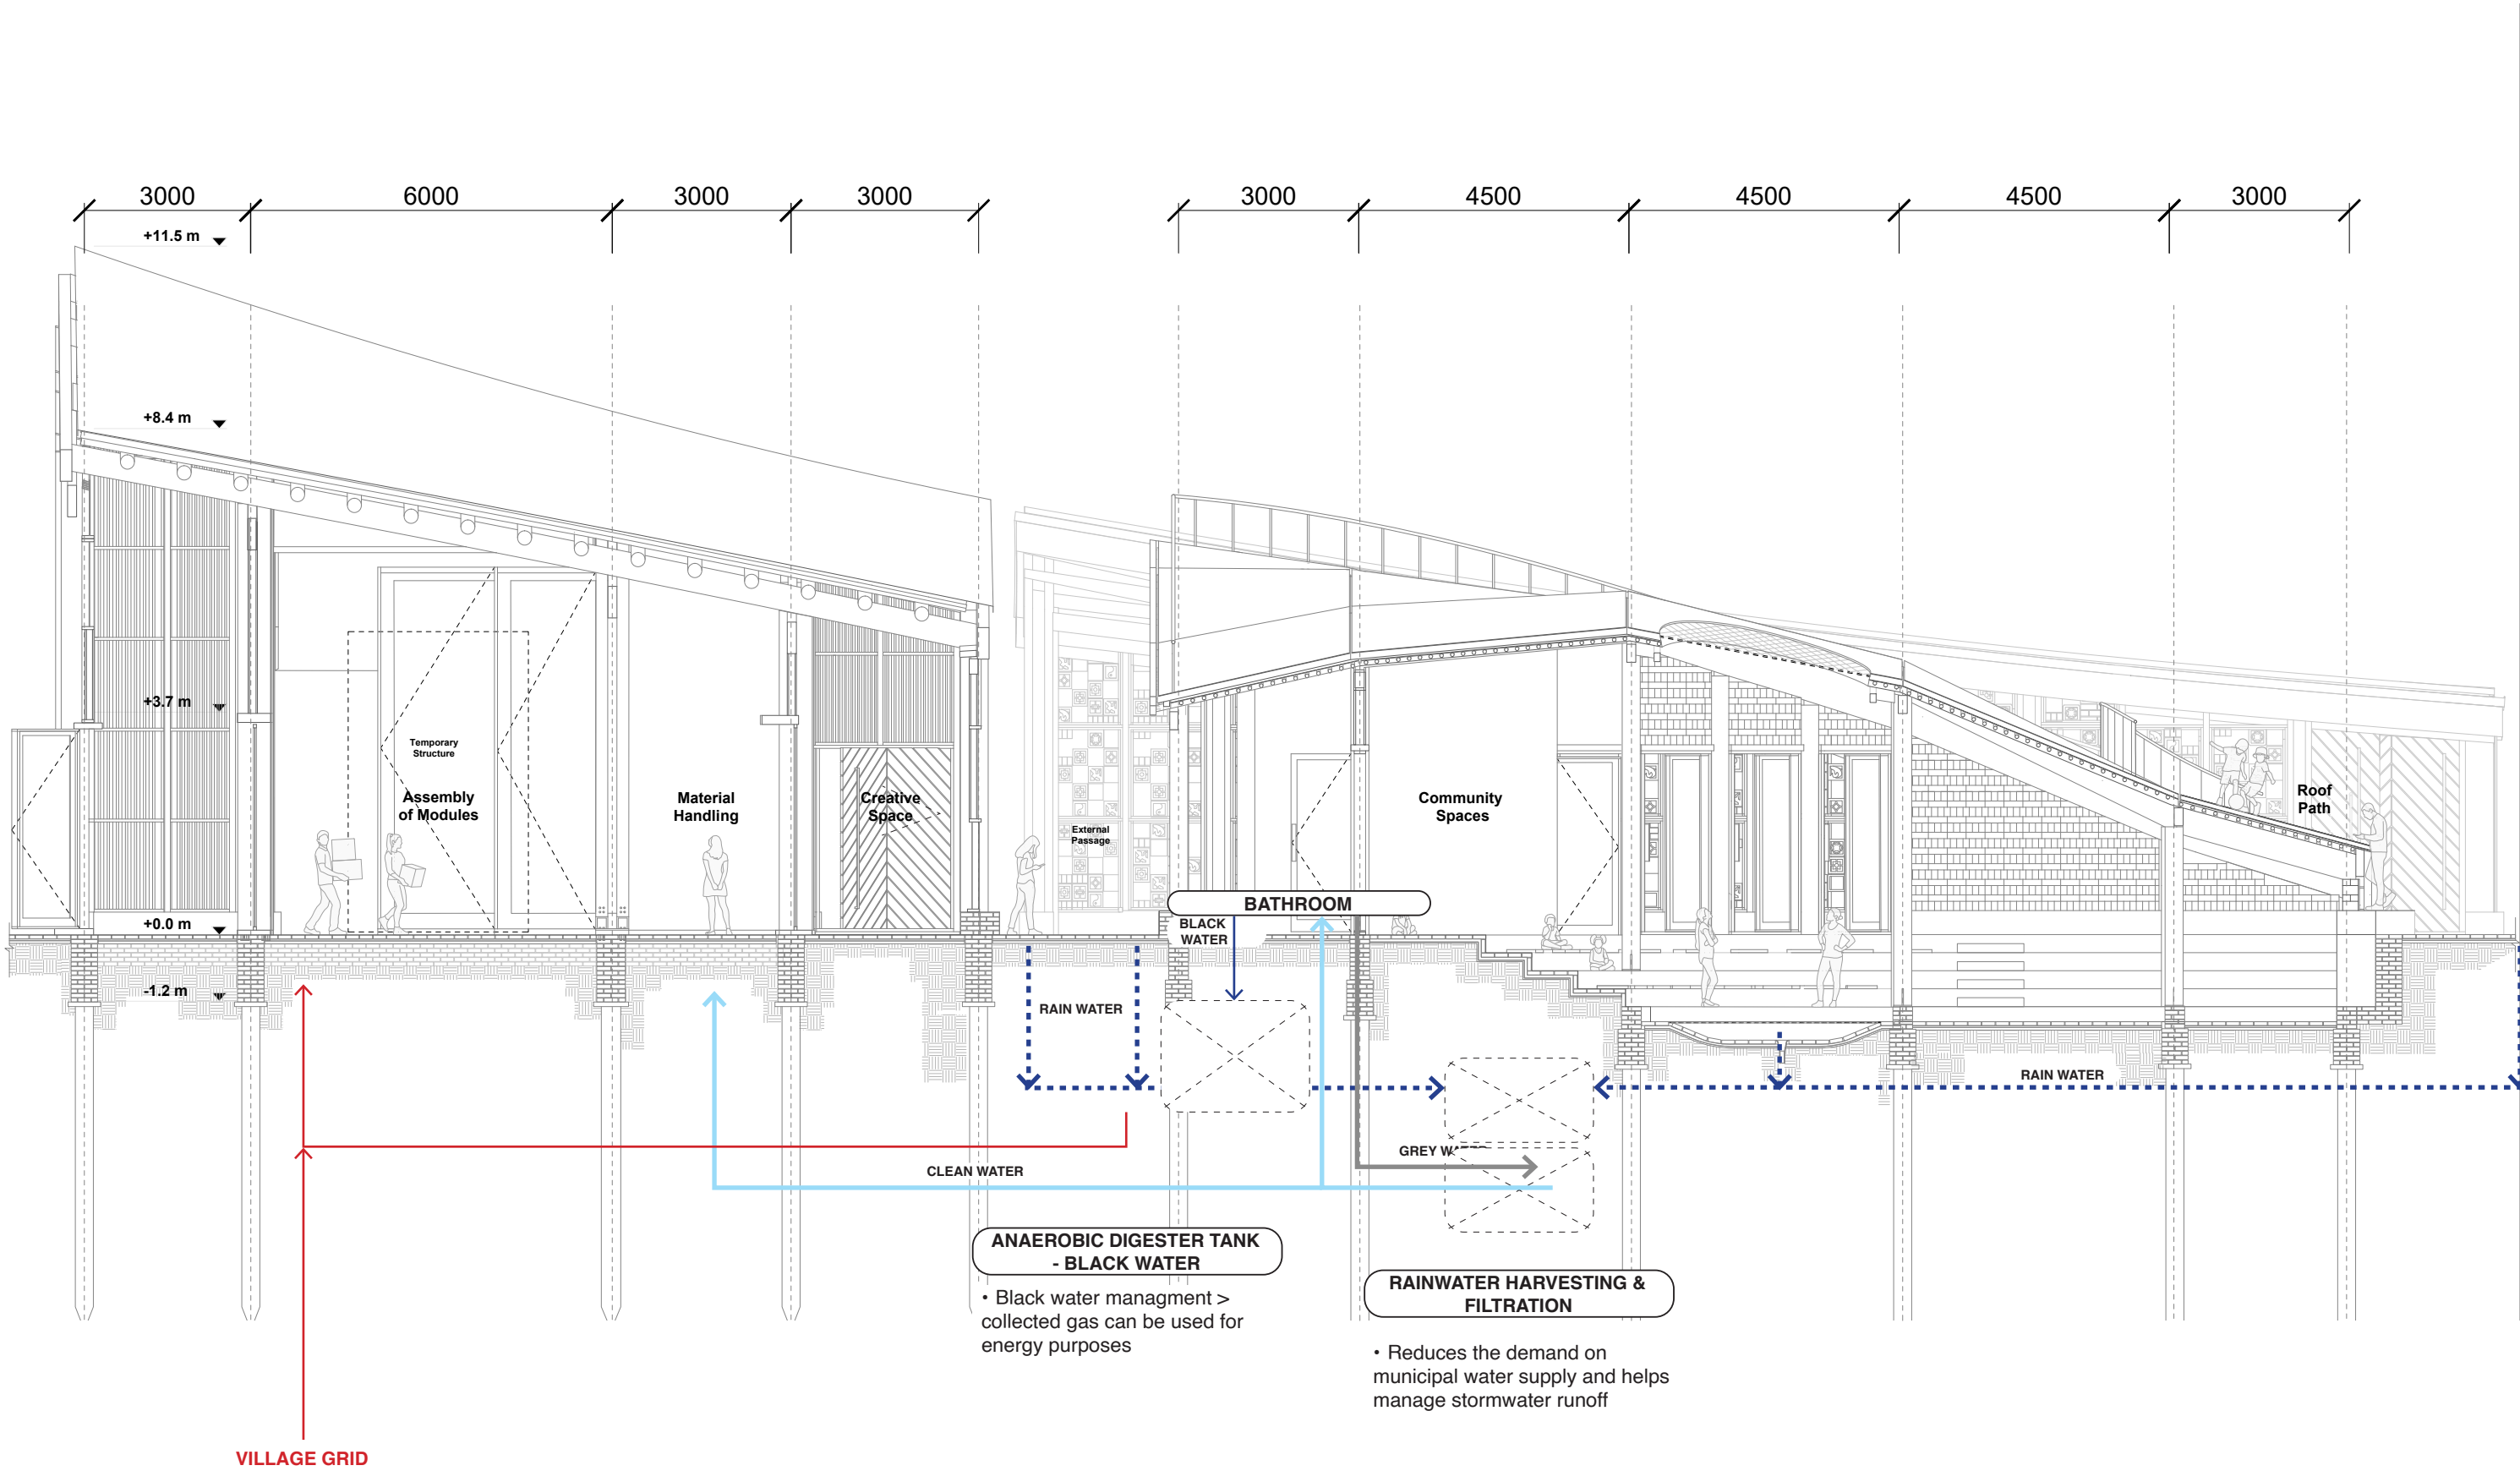 3000
6000
3000
3000
3000
4500
4500
4500
3000
+11.5 m
+8.4 m
+3.7 m
Temporary
Structure
Assembly
of Modules
Material
Handling
Creative
Space
External
Passage
Community
Spaces
Roof
Path
+0.0 m
-1.2 m
BATHROOM
BLACK
WATER
RAIN WATER
RAIN WATER
GREY W
CLEAN WATER
ANAEROBIC DIGESTER TANK
- BLACK WATER
• Black water managment >
collected gas can be used for
energy purposes
RAINWATER HARVESTING &
FILTRATION
• Reduces the demand on
municipal water supply and helps
manage stormwater runoff
VILLAGE GRID